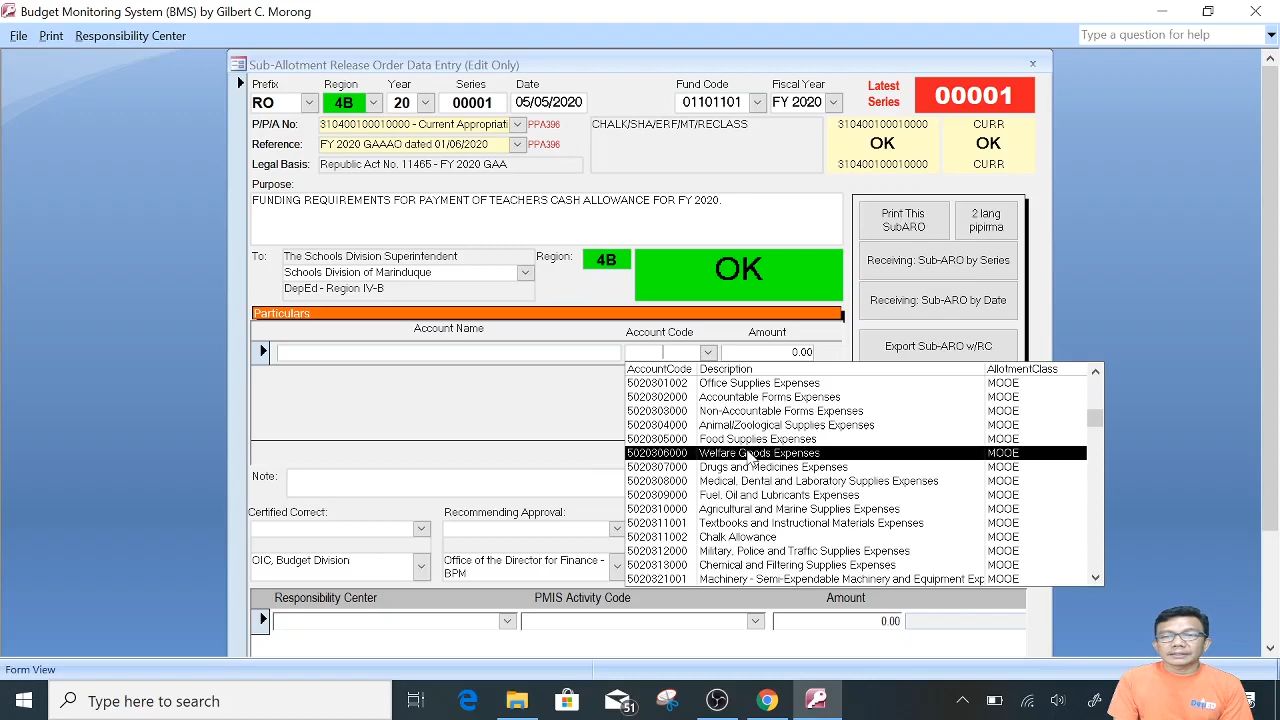 Budget Monitoring System (BMS) by Gilbert C. Morong
File Print Responsibility Center
Type a question for help
Sub-Allotment Release Order Data Entry (Edit Only)
Prefix Region Year Series Date Fund Code Fiscal Year Latest Series
RO 4B 20 00001 05/05/2020 01101101 FY 2020 00001
P/P/A No: 310400100010000 - Current Appropriati PPA396 CHALK/SHA/ERF/MT/RECLASS 310400100010000 CURR
Reference: FY 2020 GAAAO dated 01/06/2020 PPA396 OK OK
Legal Basis: Republic Act No. 11465 - FY 2020 GAA 310400100010000 CURR
Purpose:
FUNDING REQUIREMENTS FOR PAYMENT OF TEACHERS CASH ALLOWANCE FOR FY 2020.
Print This SubARO
2 lang pipirma
Receiving: Sub-ARO by Series
Receiving: Sub-ARO by Date
Export Sub-ARO w/RC
To: The Schools Division Superintendent Region: 4B OK
Schools Division of Marinduque
DepEd - Region IV-B
Particulars
Account Name Account Code Amount
0.00
AccountCode Description AllotmentClass
5020301002 Office Supplies Expenses MOOE
5020302000 Accountable Forms Expenses MOOE
5020303000 Non-Accountable Forms Expenses MOOE
5020304000 Animal/Zoological Supplies Expenses MOOE
5020305000 Food Supplies Expenses MOOE
5020306000 Welfare Goods Expenses MOOE
5020307000 Drugs and Medicines Expenses MOOE
5020308000 Medical, Dental and Laboratory Supplies Expenses MOOE
5020309000 Fuel, Oil and Lubricants Expenses MOOE
5020310000 Agricultural and Marine Supplies Expenses MOOE
5020311001 Textbooks and Instructional Materials Expenses MOOE
5020311002 Chalk Allowance MOOE
5020312000 Military, Police and Traffic Supplies Expenses MOOE
5020313000 Chemical and Filtering Supplies Expenses MOOE
5020321001 Machinery - Semi-Expendable Machinery and Equipment Exp MOOE
Note:
Certified Correct: Recommending Approval:
OIC, Budget Division Office of the Director for Finance - BPM
Responsibility Center PMIS Activity Code Amount
0.00
Form View
Type here to search
51